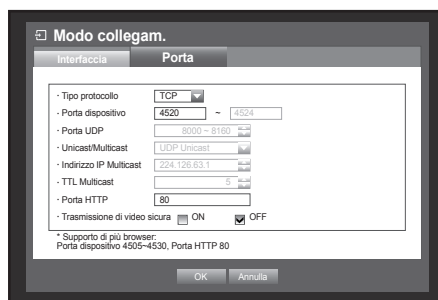 Modo collegam.
Interfaccia Porta
· Tipo protocollo TCP
· Porta dispositivo 4520 ~ 4524
· Porta UDP 8000 ~ 8160
· Unicast/Multicast UDP Unicast
· Indirizzo IP Multicast 224.126.63.1
· TTL Multicast 5
· Porta HTTP 80
· Trasmissione di video sicura ON OFF
* Supporto di più browser:
Porta dispositivo 4505~4530, Porta HTTP 80
OK Annulla